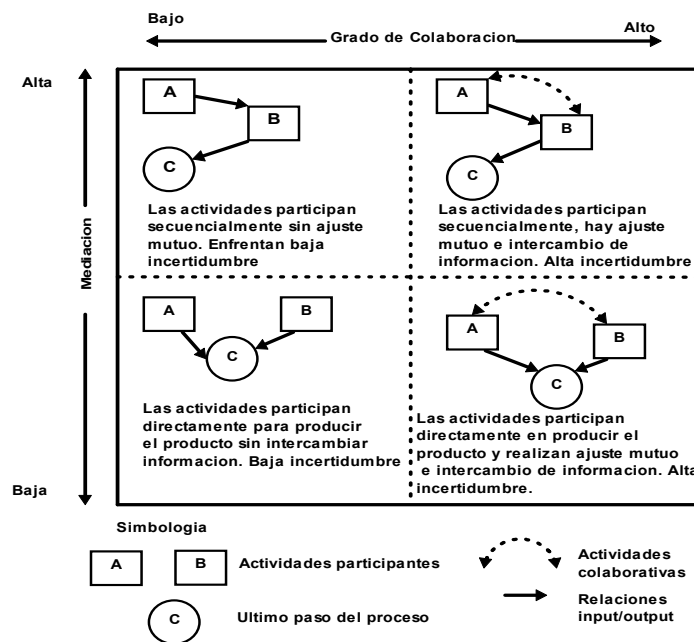 Bajo
Alto
Grado de Colaboracion
Alta
Mediacion
Baja
A
B
C
Las actividades participan
secuencialmente sin ajuste
mutuo. Enfrentan baja
incertidumbre
A
B
C
Las actividades participan
secuencialmente, hay ajuste
mutuo e intercambio de
informacion. Alta incertidumbre
A
B
C
Las actividades participan
directamente para producir
el producto sin intercambiar
informacion. Baja incertidumbre
A
B
C
Las actividades participan
directamente en producir el
producto y realizan ajuste mutuo
e intercambio de informacion. Alta
incertidumbre.
Simbologia
A
B
Actividades participantes
C
Ultimo paso del proceso
Actividades
colaborativas
Relaciones
input/output